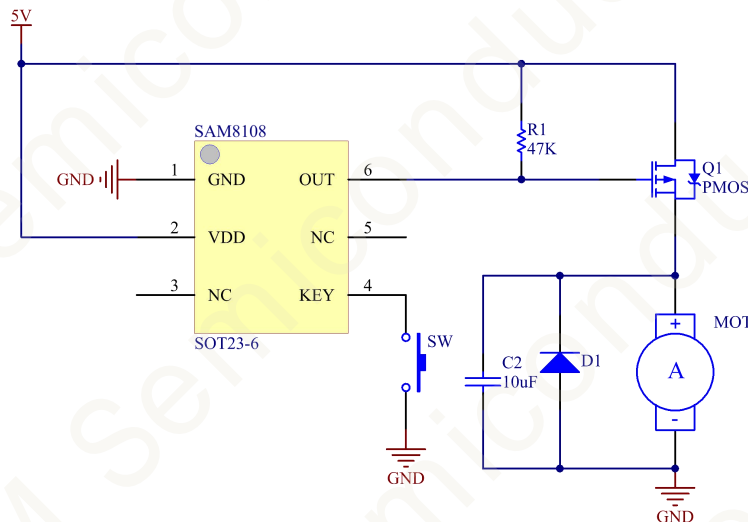 5V
SAM8108
R1
47K
Q1
PMOS
GND
1
GND
OUT
6
2
VDD
NC
5
3
NC
KEY
4
SOT23-6
SW
MOT
+
A
-
C2
10uF
D1
GND
GND